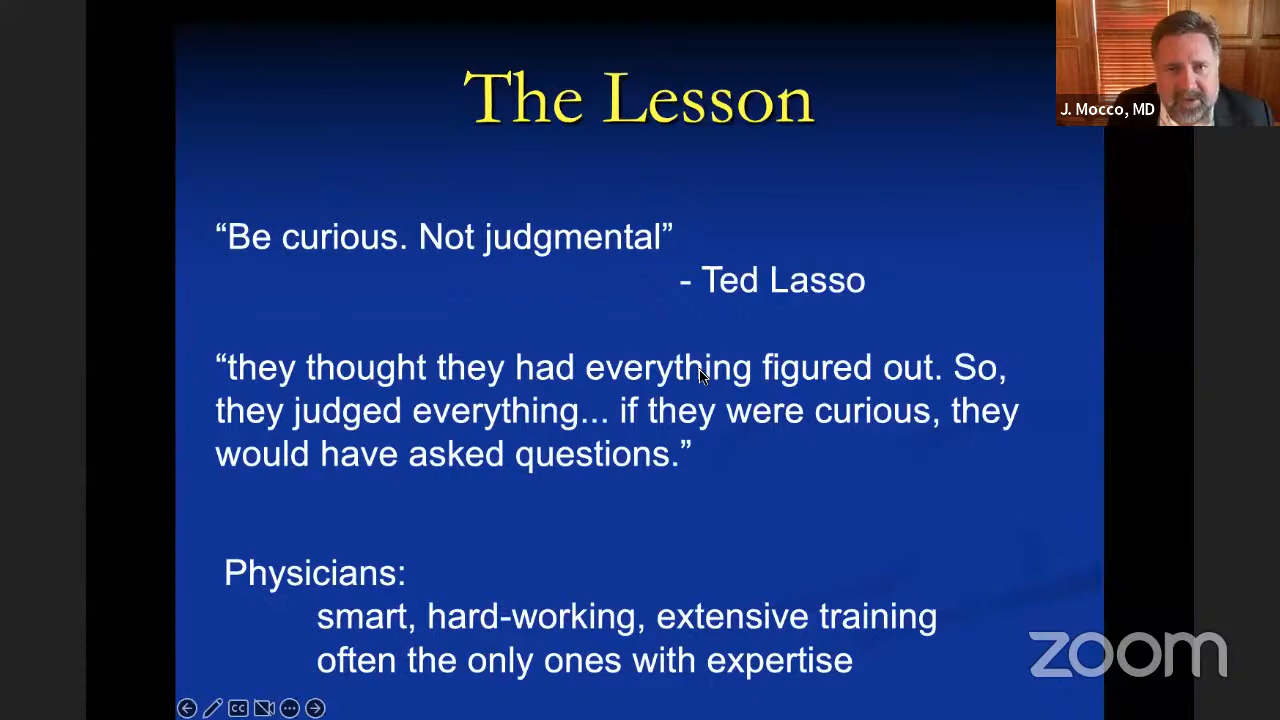 The Lesson
J. Mocco, MD
“Be curious. Not judgmental”
- Ted Lasso
“they thought they had everything figured out. So,
they judged everything... if they were curious, they
would have asked questions.”
Physicians:
smart, hard-working, extensive training
often the only ones with expertise
zoom
CC